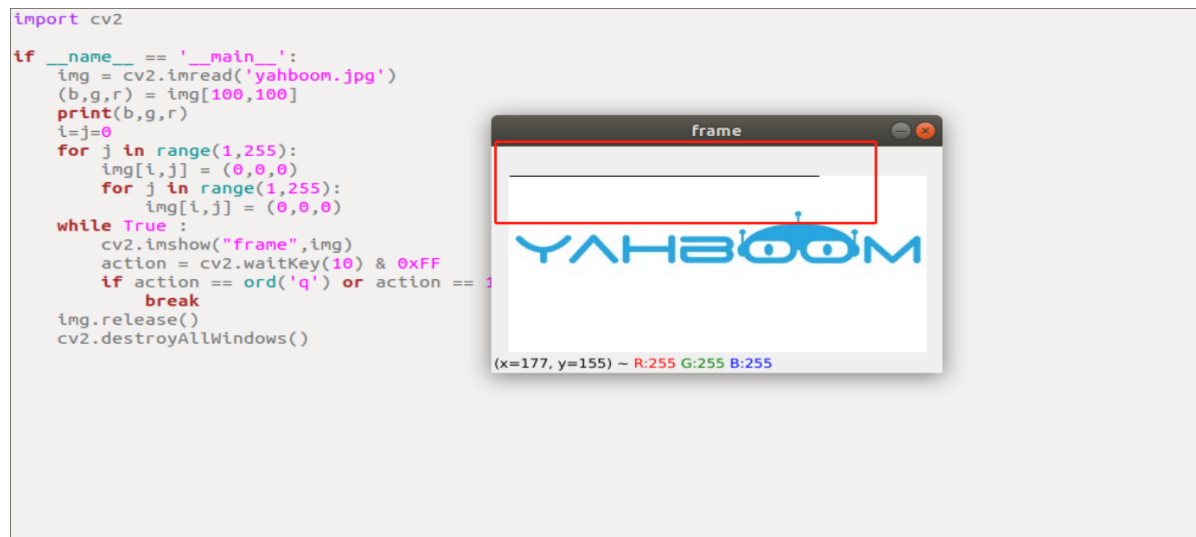 import cv2
if __name__ == '__main__':
    img = cv2.imread('yahboom.jpg')
    (b,g,r) = img[100,100]
    print(b,g,r)
    i=j=0
    for j in range(1,255):
        img[i,j] = (0,0,0)
        for j in range(1,255):
            img[i,j] = (0,0,0)
    while True :
        cv2.imshow("frame",img)
        action = cv2.waitKey(10) & 0xFF
        if action == ord('q') or action ==
            break
    img.release()
    cv2.destroyAllWindows()
frame
YAHBOOM
(x=177, y=155) ~ R:255 G:255 B:255